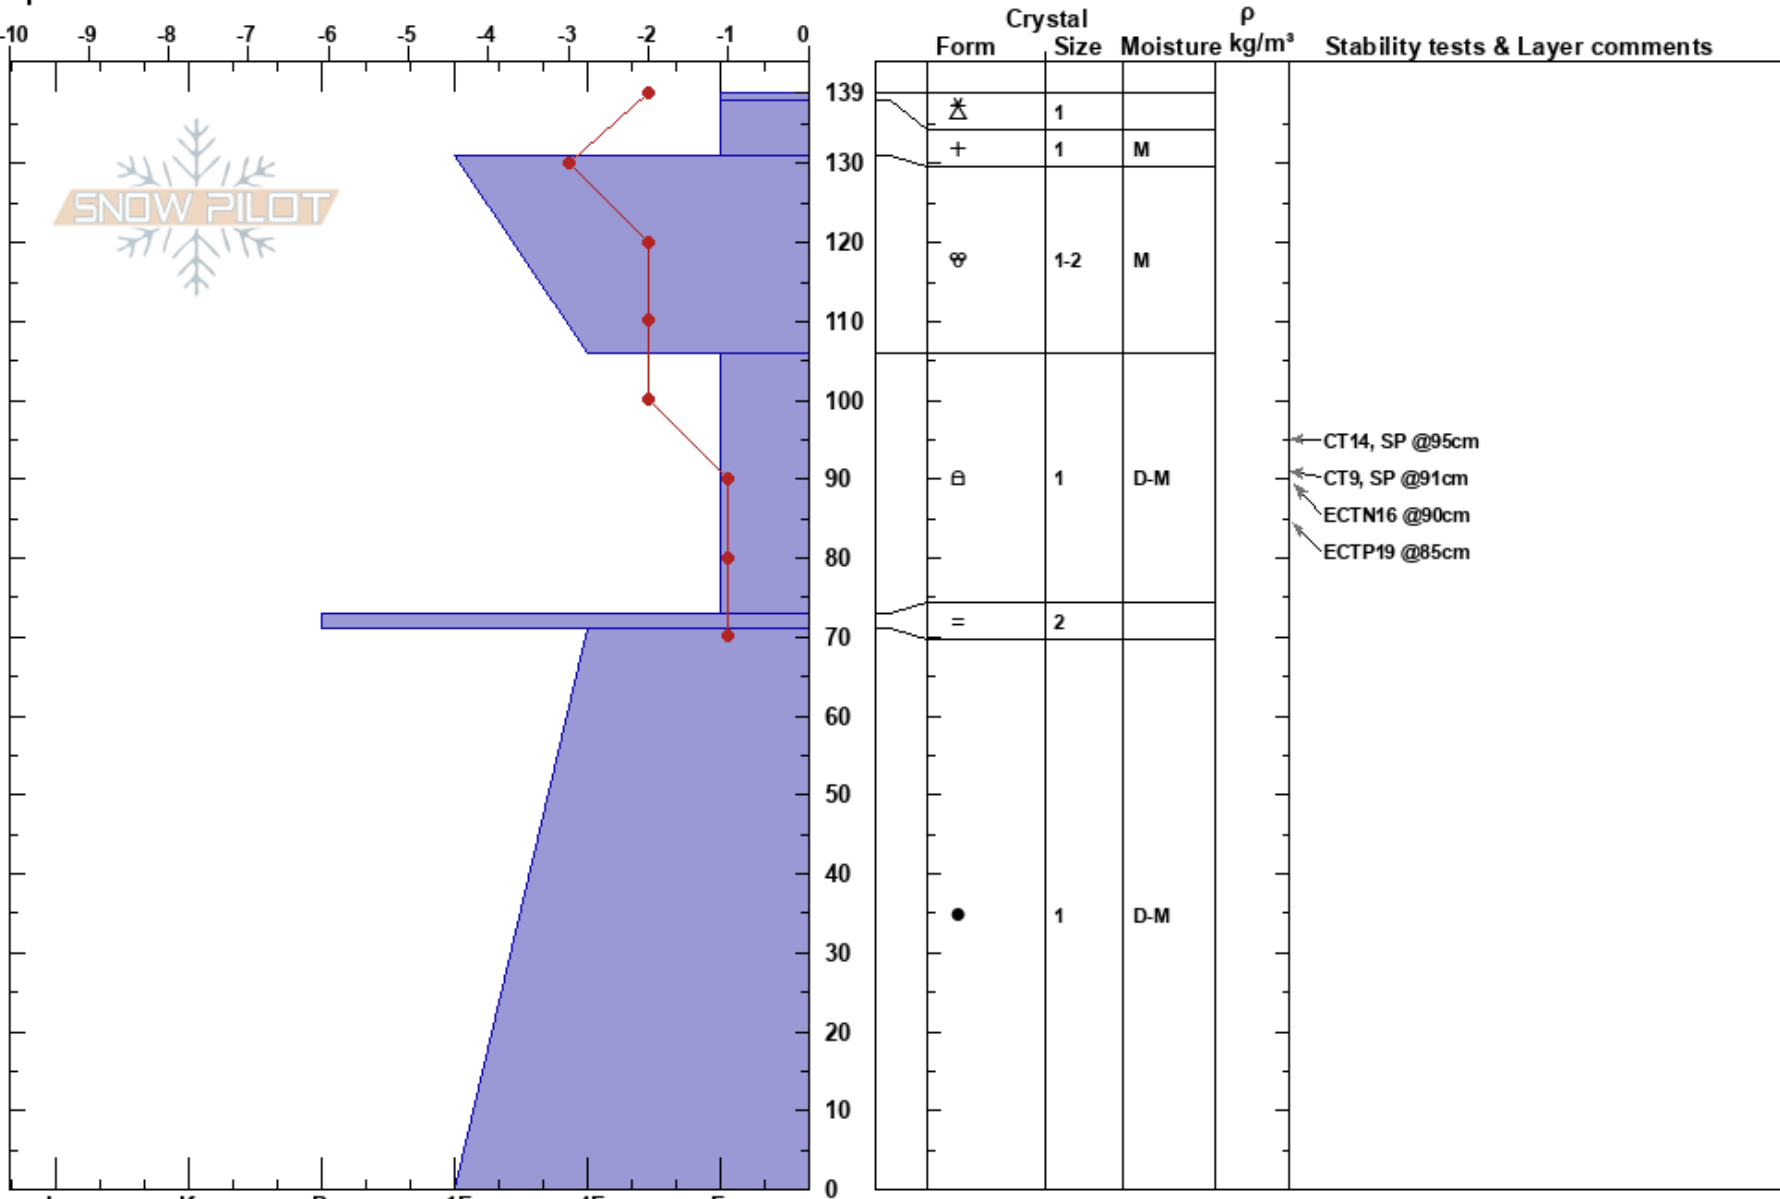 Crystal ρ
-10 -9 -8 -7 -6 -5 -4 -3 -2 -1 0 Form Size Moisture kg/m³ Stability tests & Layer comments
139
1
SNOW PILOT
+ 1 M
130
120
1-2 M
110
100
CT14, SP @95cm
90 1 D-M CT9, SP @91cm
ECTN16 @90cm
80 ECTP19 @85cm
= 2
70
60
50
40
● 1 D-M
30
20
10
0